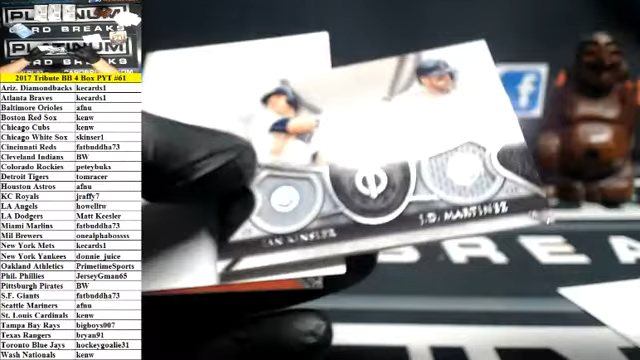 PLATINUM
CARD BREAKS
PLATINUM
2017 Tribute BB 4 Box PYT #61
Ariz. Diamondbacks kecards1
Atlanta Braves kecards1
Baltimore Orioles afnu
Boston Red Sox kenw
Chicago Cubs kenw
Chicago White Sox skinser1
Cincinnati Reds fatbuddha73
Cleveland Indians BW
Colorado Rockies peteybuks
Detroit Tigers tomracer
Houston Astros afnu
KC Royals jraffy7
LA Angels howelltw
LA Dodgers Matt Keesler
Miami Marlins fatbuddha73
Mil Brewers onealphabossss
New York Mets kecards1
New York Yankees donnie_juice
Oakland Athletics PrimetimeSports
Phil. Phillies JerseyGman65
Pittsburgh Pirates BW
S.F. Giants fatbuddha73
Seattle Mariners afnu
St. Louis Cardinals kenw
Tampa Bay Rays bigboys007
Texas Rangers bryan91
Toronto Blue Jays hockeygoalie31
Wash Nationals kenw
f
IAN KINSLER
J.D. MARTINEZ
BREA